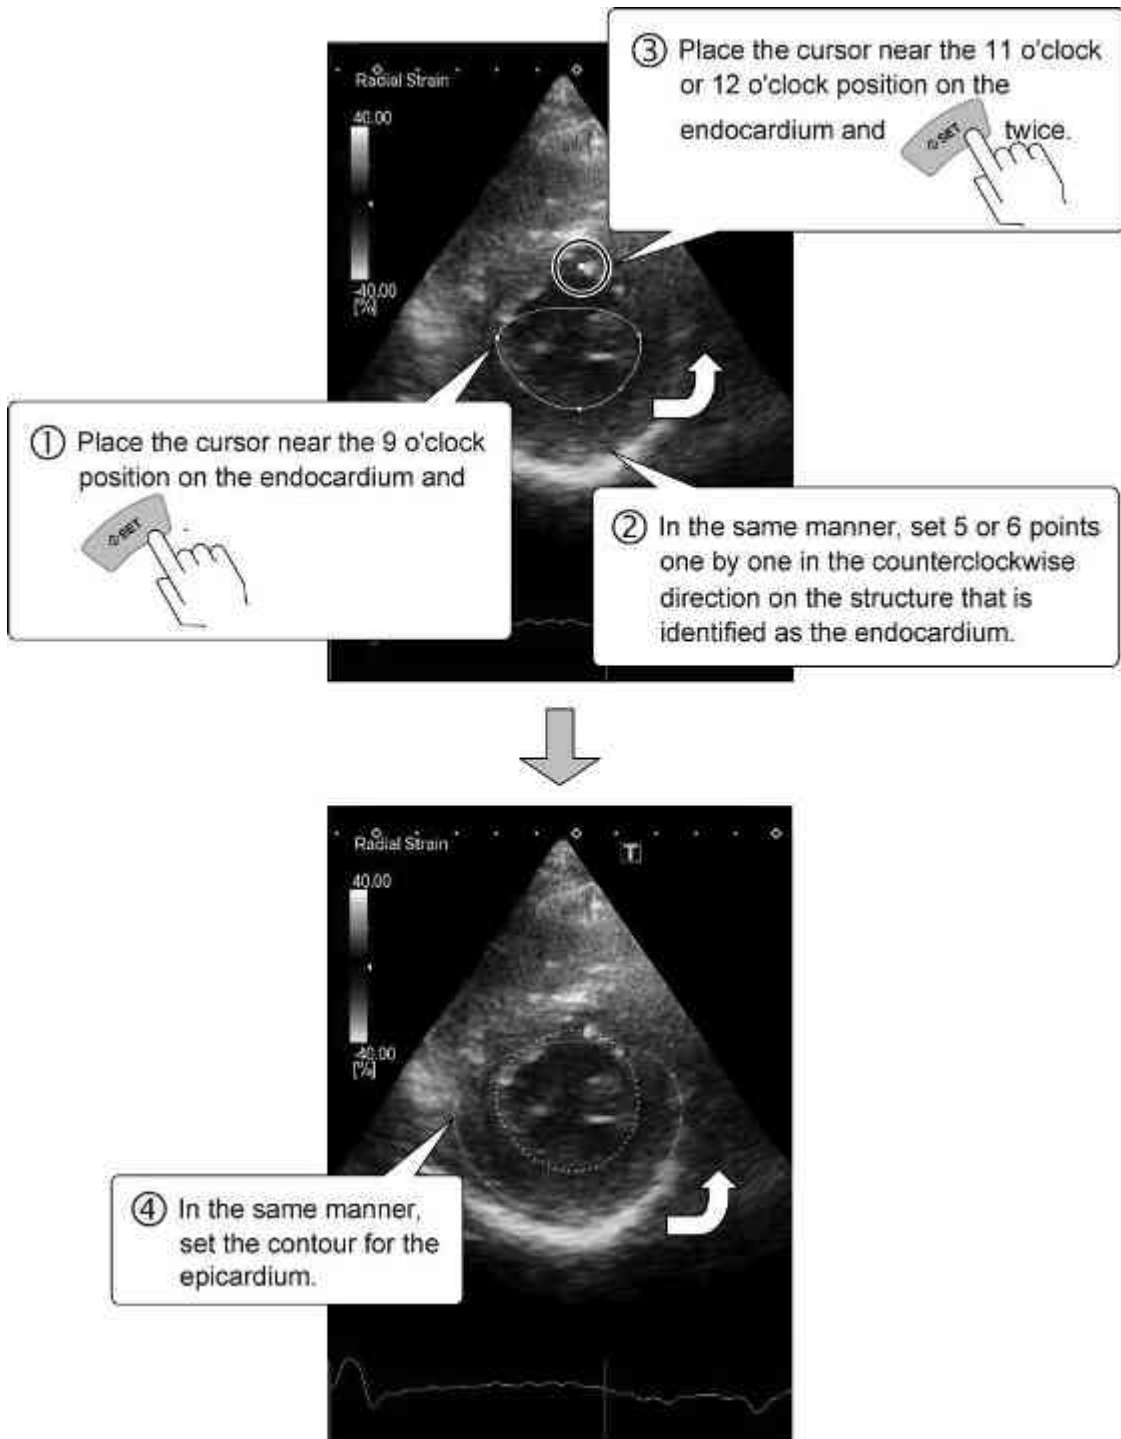 ③ Place the cursor near the 11 o'clock
or 12 o'clock position on the
endocardium and SET twice.
Radial Strain
40.00
-40.00
[%]
① Place the cursor near the 9 o'clock
position on the endocardium and
SET .
② In the same manner, set 5 or 6 points
one by one in the counterclockwise
direction on the structure that is
identified as the endocardium.
Radial Strain
T
40.00
-40.00
[%]
④ In the same manner,
set the contour for the
epicardium.